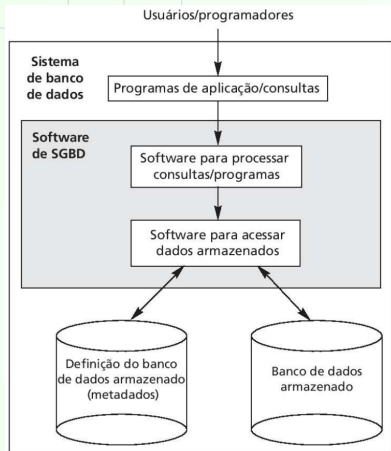 Usuários/programadores
Sistema
de banco
de dados
Programas de aplicação/consultas
Software
de SGBD
Software para processar
consultas/programas
Software para acessar
dados armazenados
Definição do banco
de dados armazenado
(metadados)
Banco de dados
armazenado